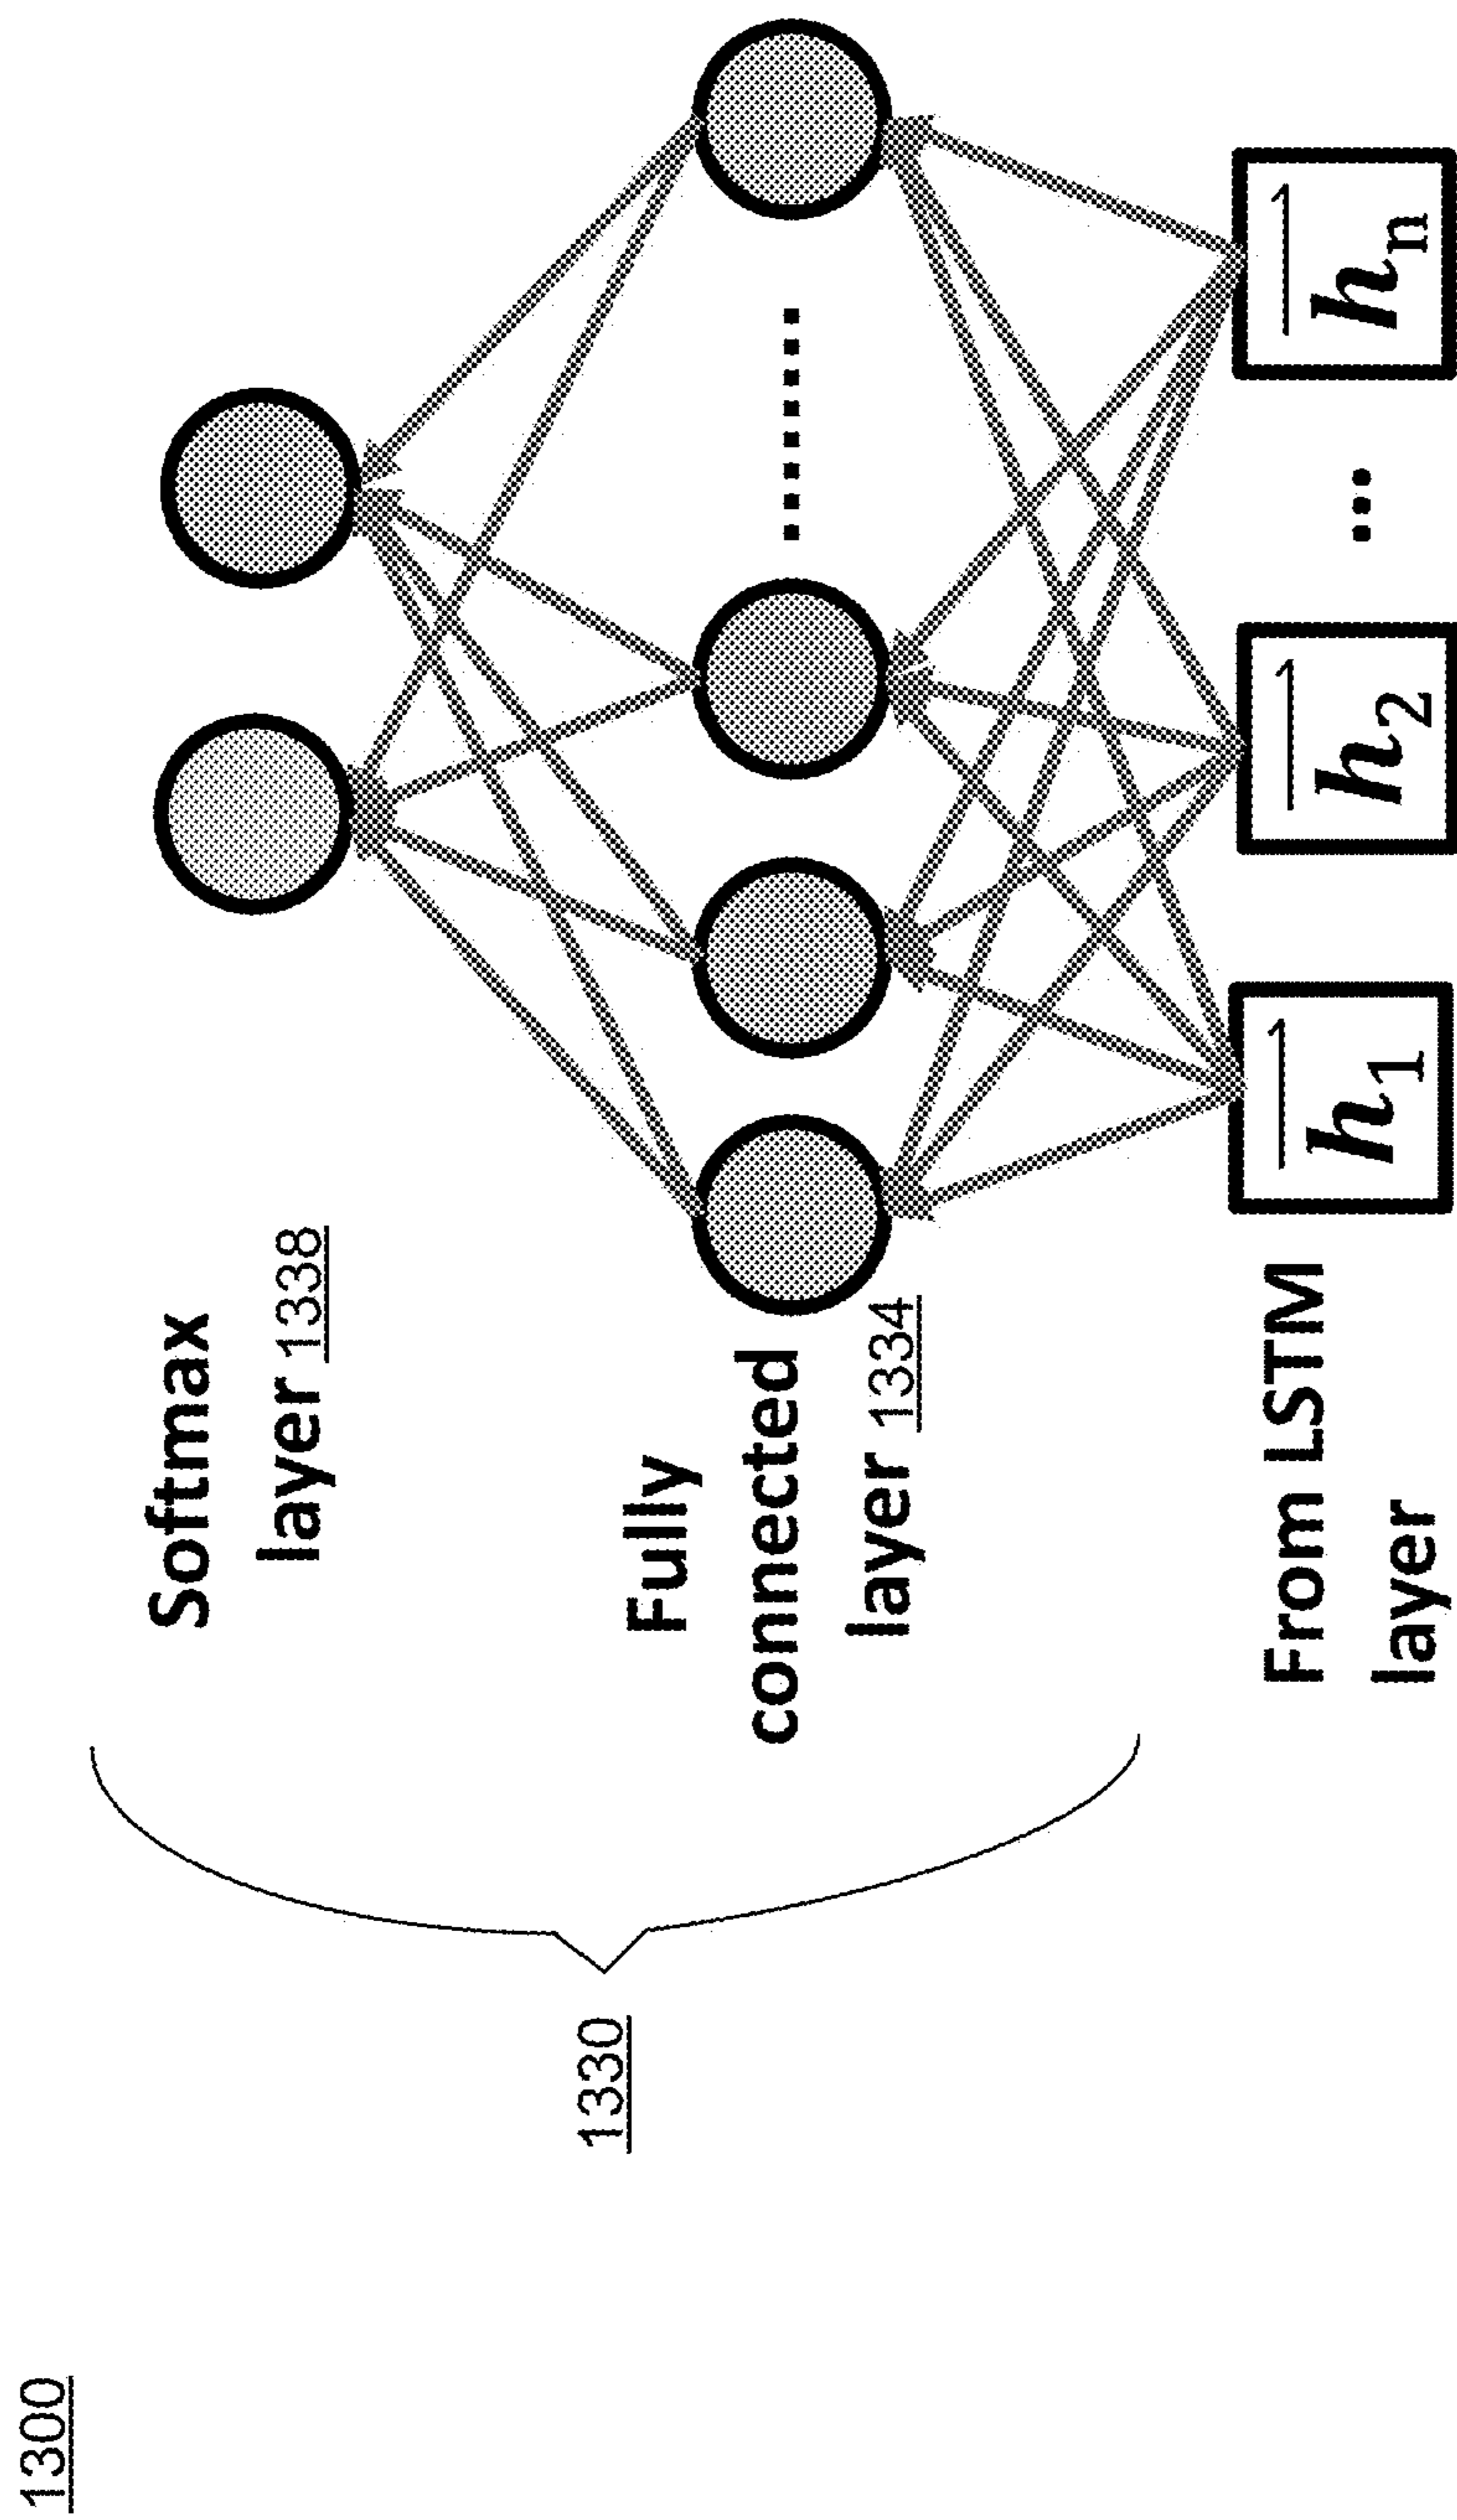 1300
1330
Softmax
layer 1338
Fully
connected
layer 1334
From LSTM
layer
h1
h2
...
hn